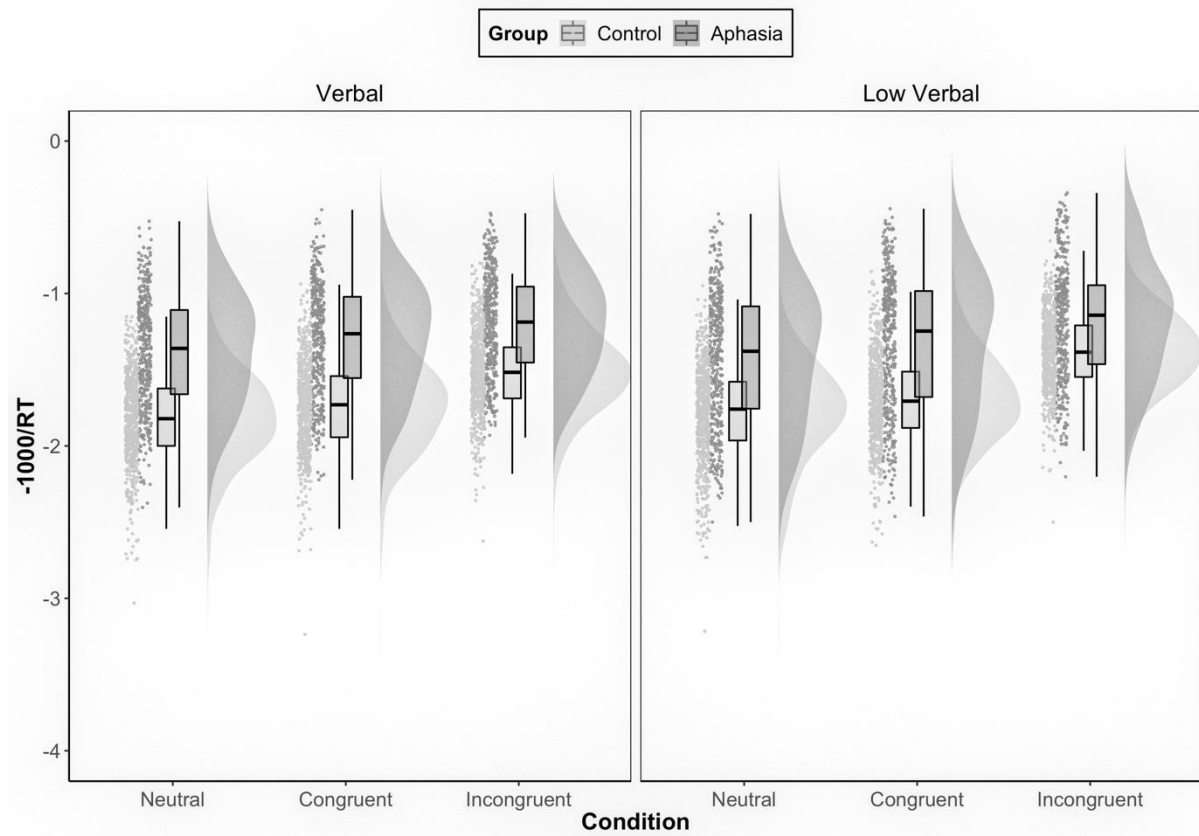 Group Control Aphasia
Verbal
Low Verbal
0
-1
-2
-3
-4
-1000/RT
Neutral Congruent Incongruent
Neutral Congruent Incongruent
Condition